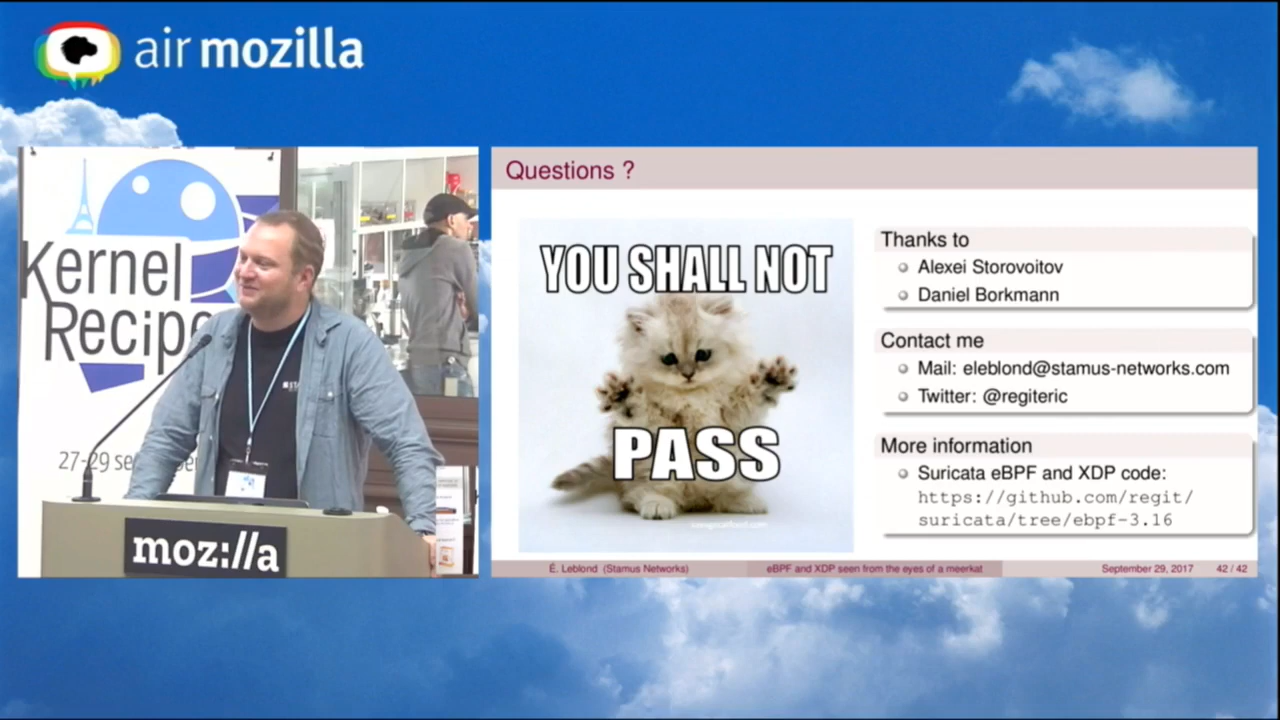 air mozilla
Kernel
Recipe
27-29 se
moz://a
Questions ?
YOU SHALL NOT
PASS
Thanks to
Alexei Storovoitov
Daniel Borkmann
Contact me
Mail: eleblond@stamus-networks.com
Twitter: @regiteric
More information
Suricata eBPF and XDP code:
https://github.com/regit/
suricata/tree/ebpf-3.16
É. Leblond (Stamus Networks)
eBPF and XDP seen from the eyes of a meerkat
September 29, 2017
42 / 42